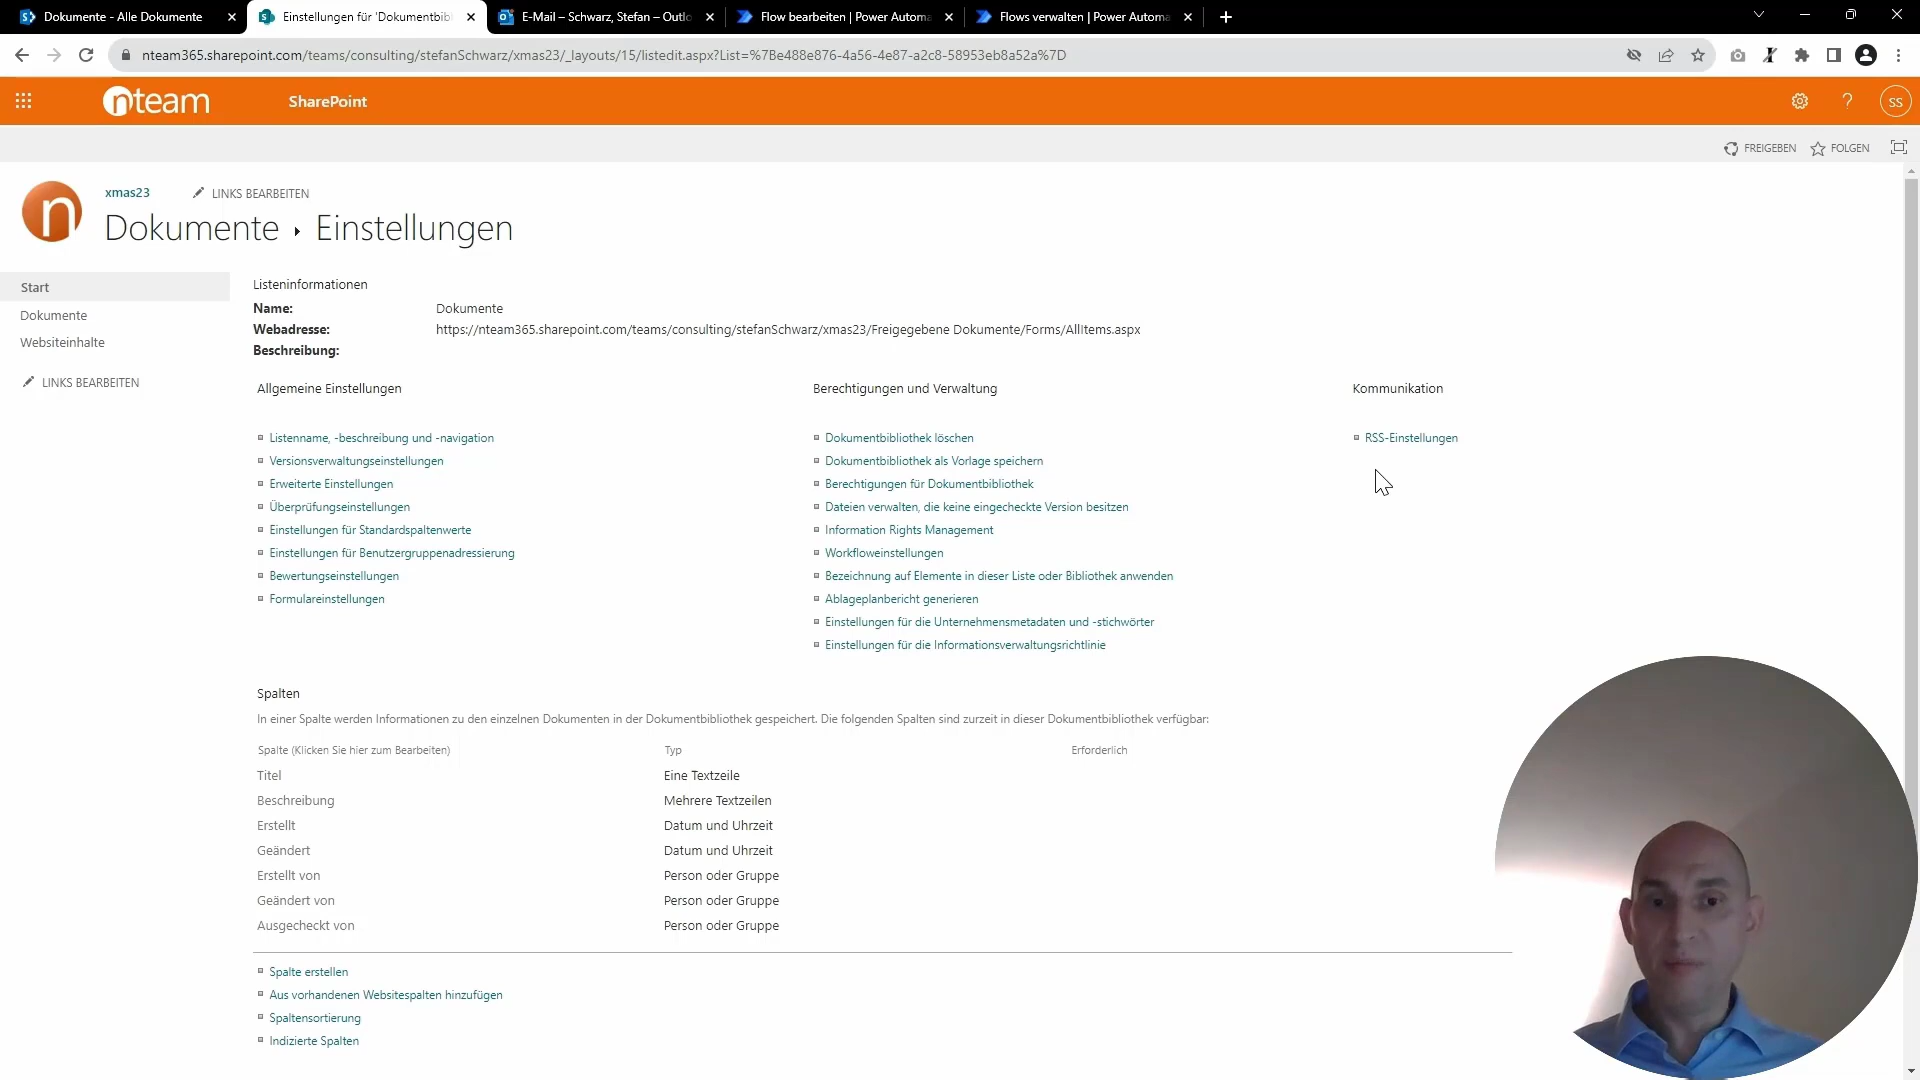 Dokumente - Alle Dokumente
Einstellungen für 'Dokumentbib
E-Mail – Schwarz, Stefan – Outlo
Flow bearbeiten | Power Automa
Flows verwalten | Power Automa
nteam365.sharepoint.com/teams/consulting/stefanSchwarz/xmas23/_layouts/15/listedit.aspx?List=%7Be488e876-4a56-4e87-a2c8-58953eb8a52a%7D
nteam
SharePoint
?
SS
FREIGEBEN
FOLGEN
n
xmas23
LINKS BEARBEITEN
Dokumente ▸ Einstellungen
Start
Dokumente
Websiteinhalte
LINKS BEARBEITEN
Listeninformationen
Name: Dokumente
Webadresse: https://nteam365.sharepoint.com/teams/consulting/stefanSchwarz/xmas23/Freigegebene Dokumente/Forms/AllItems.aspx
Beschreibung:
Allgemeine Einstellungen
Listenname, -beschreibung und -navigation
Versionsverwaltungseinstellungen
Erweiterte Einstellungen
Überprüfungseinstellungen
Einstellungen für Standardspaltenwerte
Einstellungen für Benutzergruppenadressierung
Bewertungseinstellungen
Formulareinstellungen
Berechtigungen und Verwaltung
Dokumentbibliothek löschen
Dokumentbibliothek als Vorlage speichern
Berechtigungen für Dokumentbibliothek
Dateien verwalten, die keine eingecheckte Version besitzen
Information Rights Management
Workfloweinstellungen
Bezeichnung auf Elemente in dieser Liste oder Bibliothek anwenden
Ablageplanbericht generieren
Einstellungen für die Unternehmensmetadaten und -stichwörter
Einstellungen für die Informationsverwaltungsrichtlinie
Kommunikation
RSS-Einstellungen
Spalten
In einer Spalte werden Informationen zu den einzelnen Dokumenten in der Dokumentbibliothek gespeichert. Die folgenden Spalten sind zurzeit in dieser Dokumentbibliothek verfügbar:
Spalte (Klicken Sie hier zum Bearbeiten) Typ Erforderlich
Titel Eine Textzeile
Beschreibung Mehrere Textzeilen
Erstellt Datum und Uhrzeit
Geändert Datum und Uhrzeit
Erstellt von Person oder Gruppe
Geändert von Person oder Gruppe
Ausgecheckt von Person oder Gruppe
Spalte erstellen
Aus vorhandenen Websitespalten hinzufügen
Spaltensortierung
Indizierte Spalten